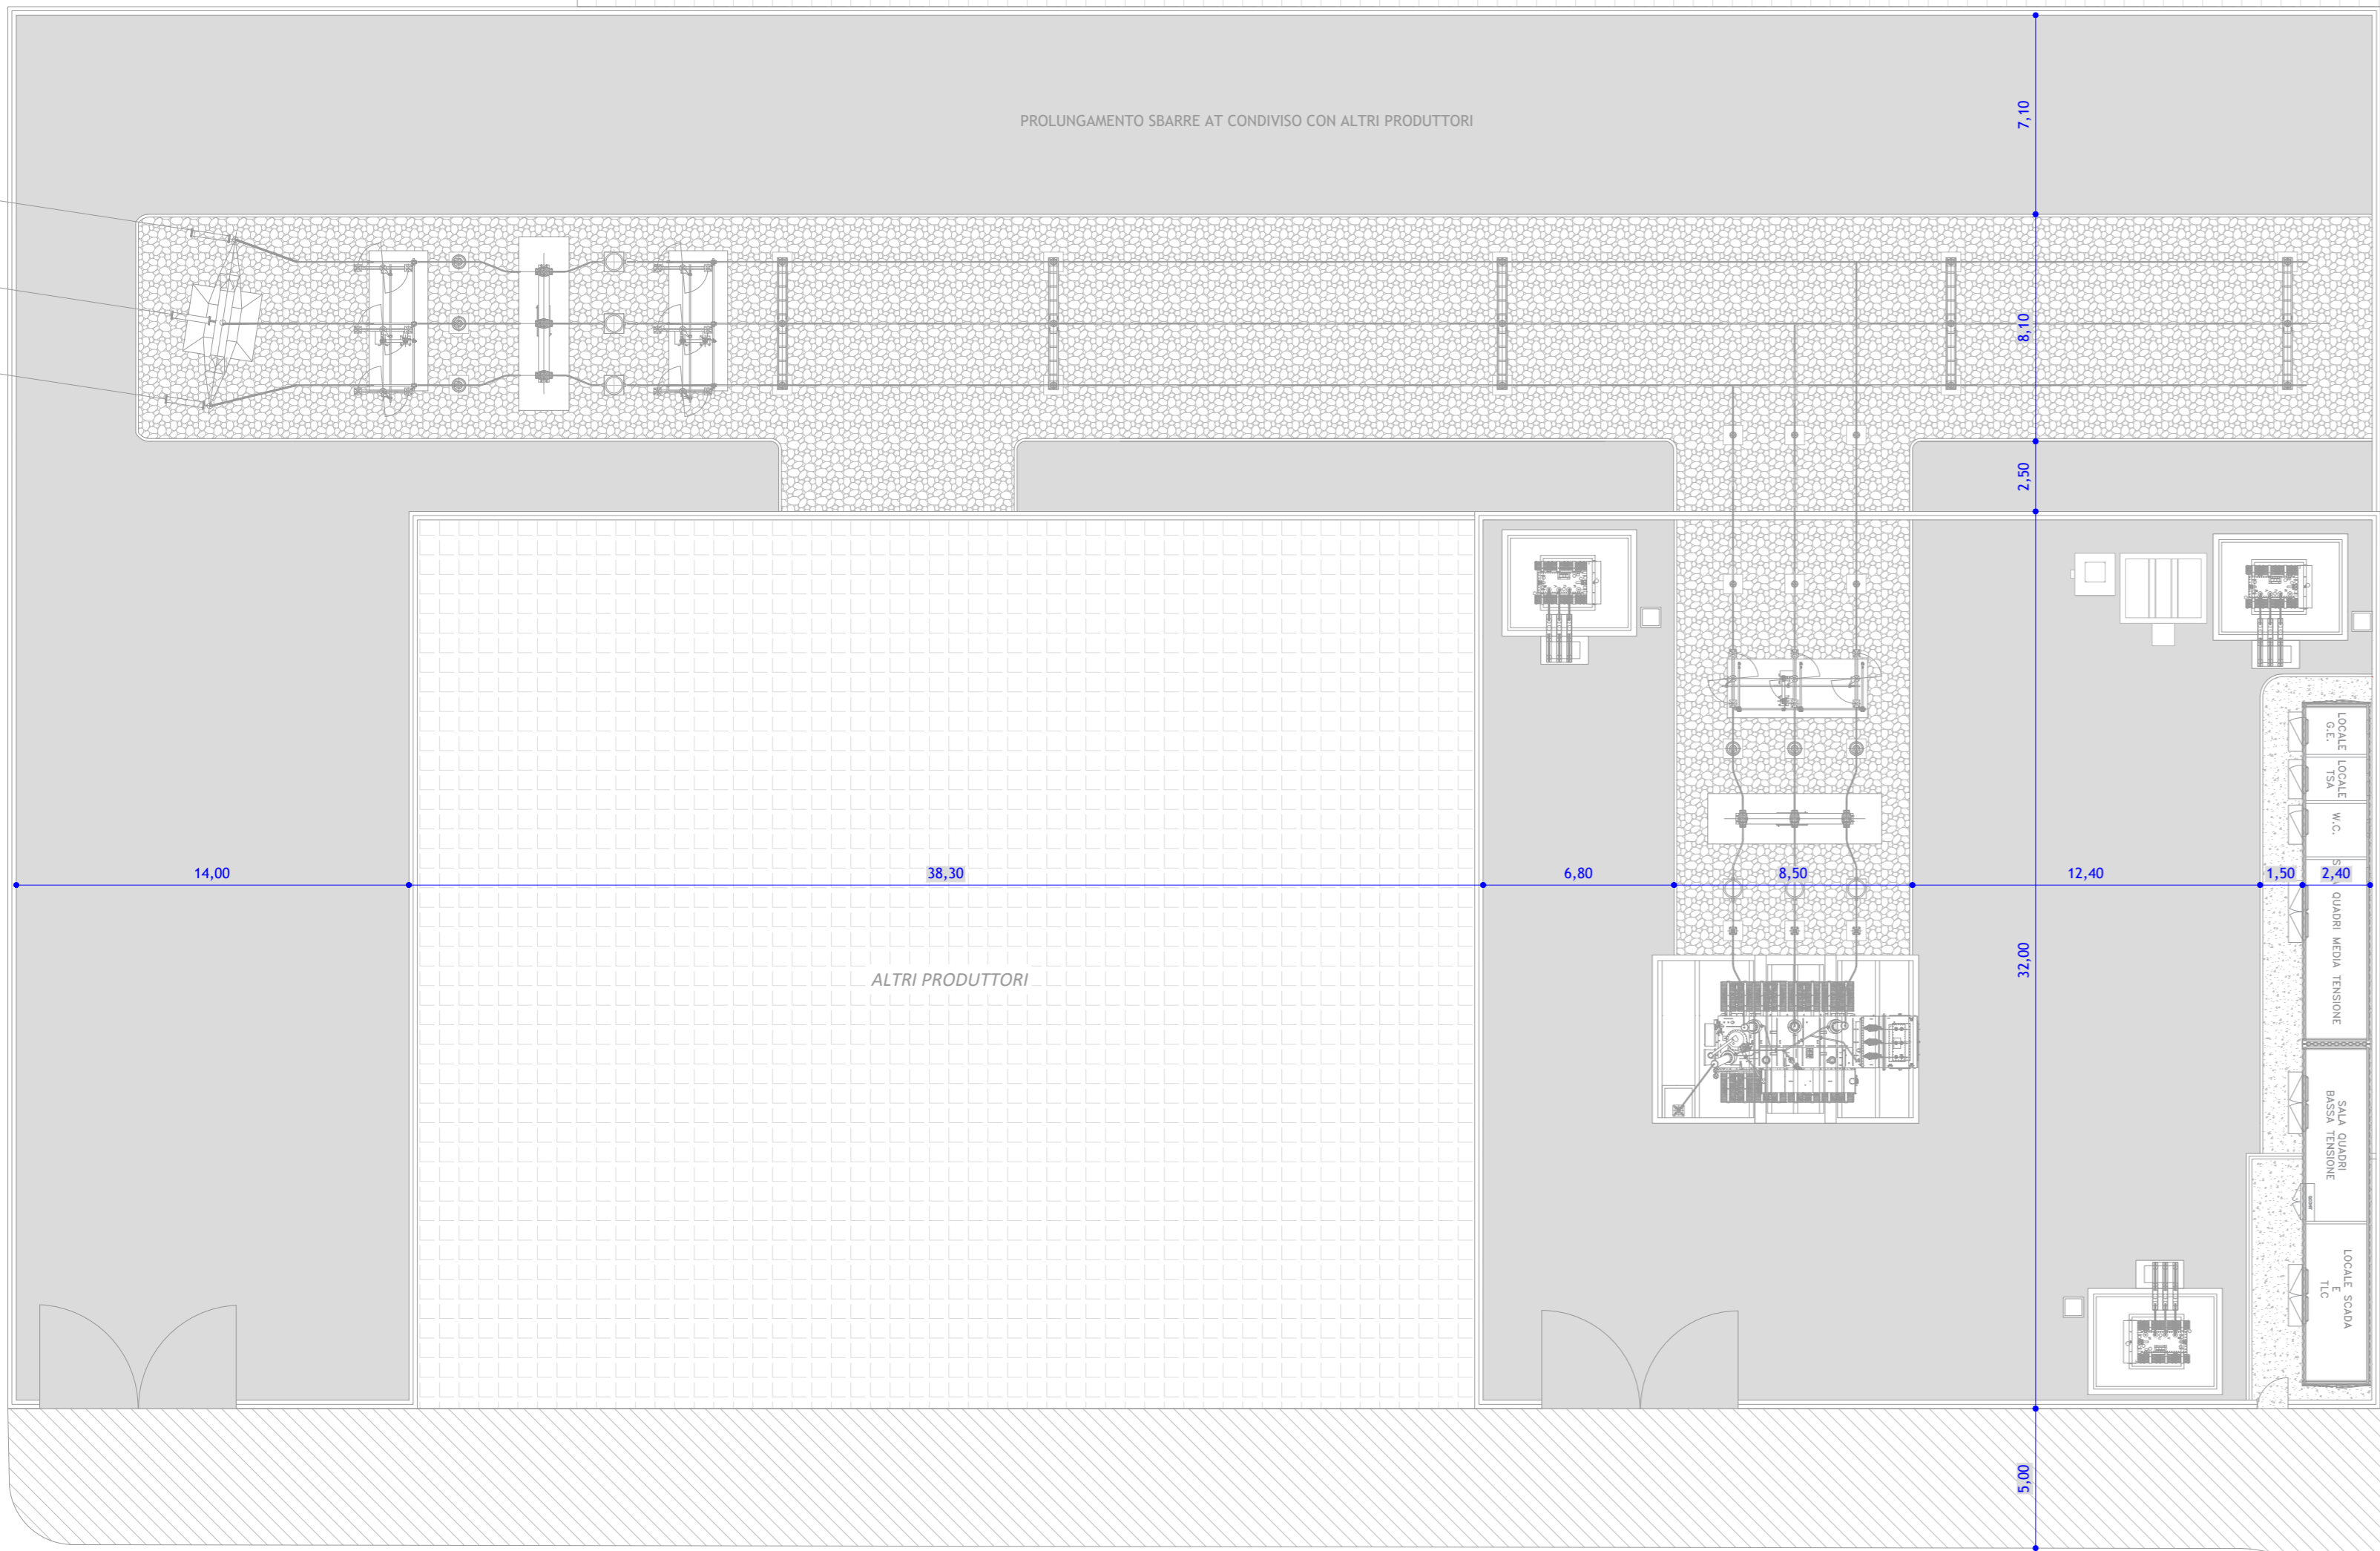 PROLUNGAMENTO SBARRE AT CONDIVISO CON ALTRI PRODUTTORI
7,10
8,10
2,50
LOCALE
G.E.
LOCALE
TSA
W.C.
14,00
38,30
6,80
8,50
12,40
1,50
2,40
QUADRI MEDIA TENSIONE
32,00
ALTRI PRODUTTORI
SALA QUADRI
BASSA TENSIONE
LOCALE SCADA
E
TLC
5,00